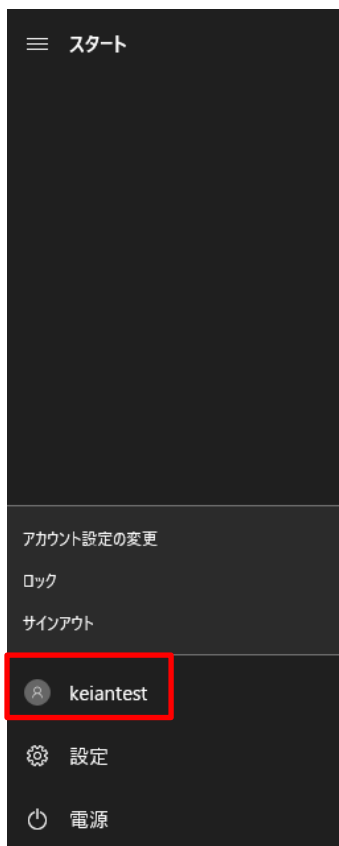 スタート
アカウント設定の変更
ロック
サインアウト
keiantest
設定
電源